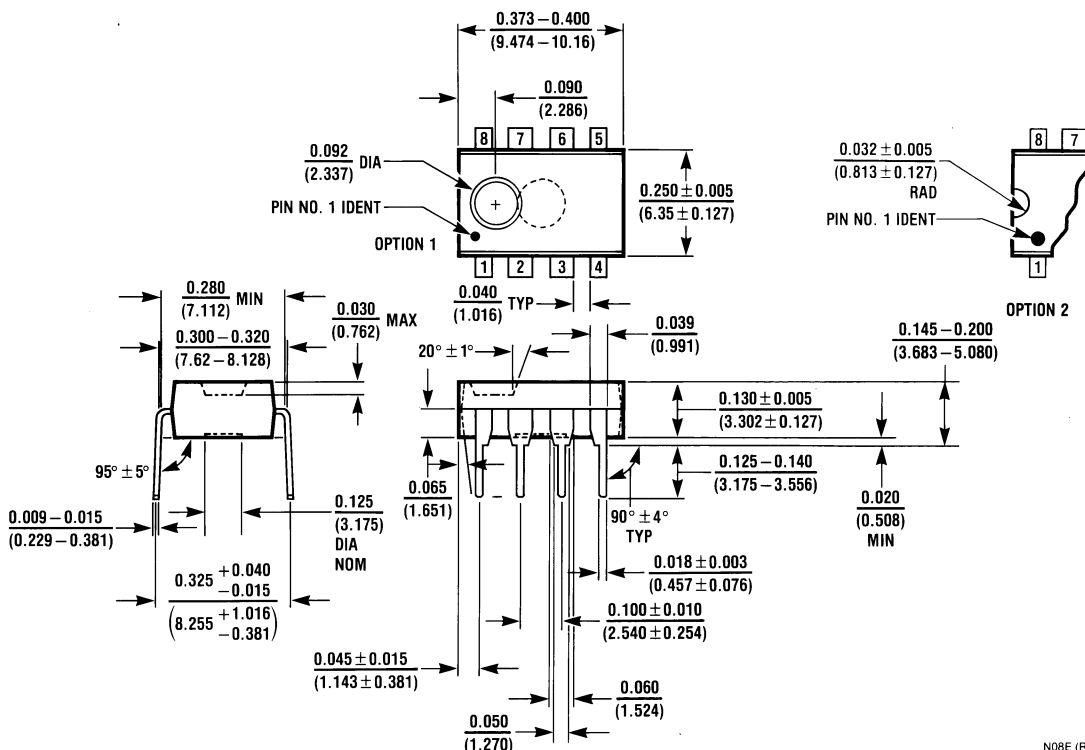 0.373 – 0.400
(9.474 – 10.16)
0.090
(2.286)
8 7 6 5
0.092 DIA
(2.337)
PIN NO. 1 IDENT
OPTION 1
1 2 3 4
0.250 ± 0.005
(6.35 ± 0.127)
8 7
0.032 ± 0.005
(0.813 ± 0.127)
RAD
PIN NO. 1 IDENT
1
OPTION 2
0.280 MIN
(7.112)
0.300 – 0.320
(7.62 – 8.128)
0.030 MAX
(0.762)
0.040 TYP
(1.016)
20° ± 1°
0.039
(0.991)
0.145 – 0.200
(3.683 – 5.080)
0.130 ± 0.005
(3.302 ± 0.127)
0.125 – 0.140
(3.175 – 3.556)
0.020
(0.508)
MIN
95° ± 5°
0.009 – 0.015
(0.229 – 0.381)
0.125
(3.175)
DIA
NOM
0.065
(1.651)
90° ± 4°
TYP
0.325 +0.040
–0.015
(8.255 +1.016
–0.381)
0.018 ± 0.003
(0.457 ± 0.076)
0.100 ± 0.010
(2.540 ± 0.254)
0.045 ± 0.015
(1.143 ± 0.381)
0.060
(1.524)
0.050
(1.270)